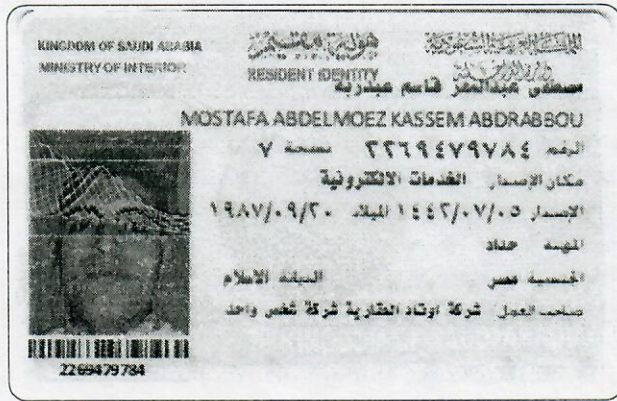 KINGDOM OF SAUDI ARABIA
MINISTRY OF INTERIOR
المملكة العربية السعودية
وزارة الداخلية
هوية مقيم
RESIDENT IDENTITY
مصطفى عبدالمعز قاسم عبدربه
MOSTAFA ABDELMOEZ KASSEM ABDRABBOU
الرقم ٢٢٦٩٤٧٩٧٨٤ نسخة ٧
مكان الإصدار الخدمات الالكترونية
الإصدار ١٤٤٢/٠٧/٠٥ الميلاد ١٩٨٧/٠٩/٢٠
المهنة حداد
الجنسية مصر الديانة الاسلام
صاحب العمل شركة اوتاد العقارية شركة شخص واحد
2269479784